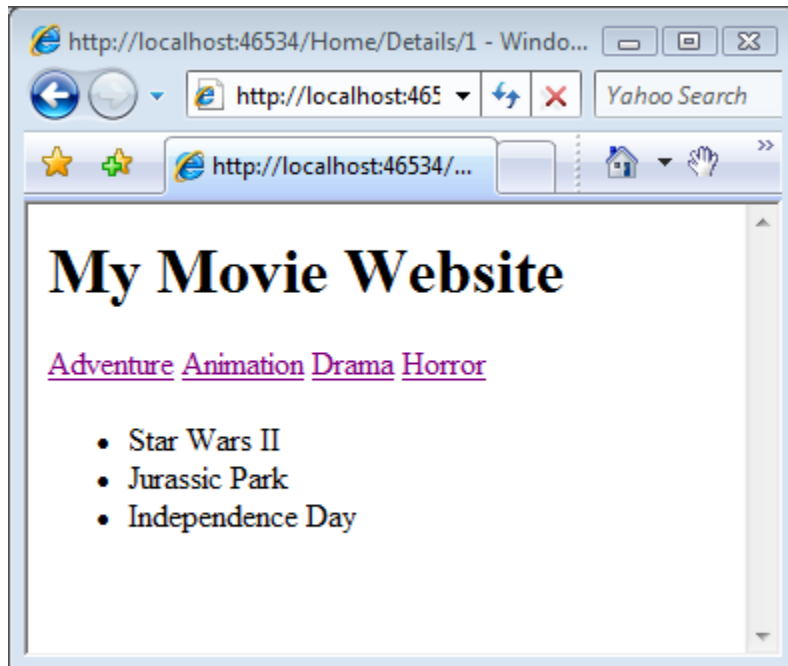 http://localhost:46534/Home/Details/1 - Windo...
http://localhost:465
Yahoo Search
http://localhost:46534/...
My Movie Website
Adventure Animation Drama Horror
• Star Wars II
• Jurassic Park
• Independence Day